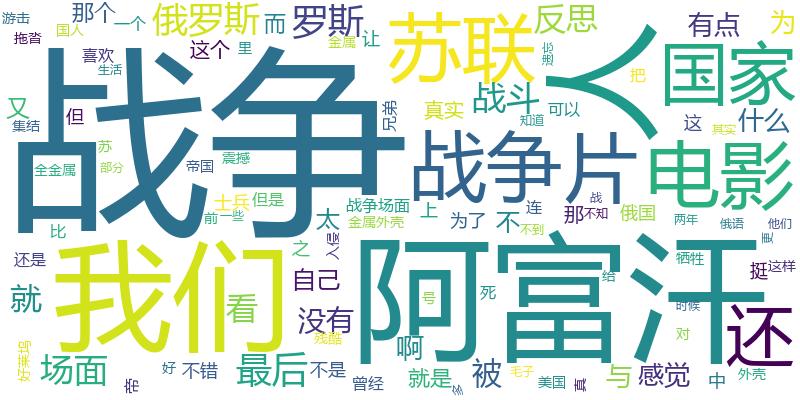 游击
那个
一个
俄罗斯
而
罗斯
苏联
人
反思
有点
为
拖沓
国人
喜欢
这个
金属
里
让
国家
生活
把
又
但
集结
战争
兄弟
真实
战斗
可以
知道
这
其实
什么
苏
全金属
部分
帝国
震撼
战争片
电影
士兵
但是
前
一些
战争场面
金属外壳
上
为了
不
连
那
战
不知
俄国
两年
俄语
他们
比
太
不到
更
还是
我们
之
入侵
阿富汗
牺牲
挺
这样
就
看
自己
没有
号
死
给
时候
还
残酷
啊
对
好莱坞
场面
帝
好
不错
最后
不是
曾经
就是
多
被
毛子
美国
真
与
感觉
中
外壳